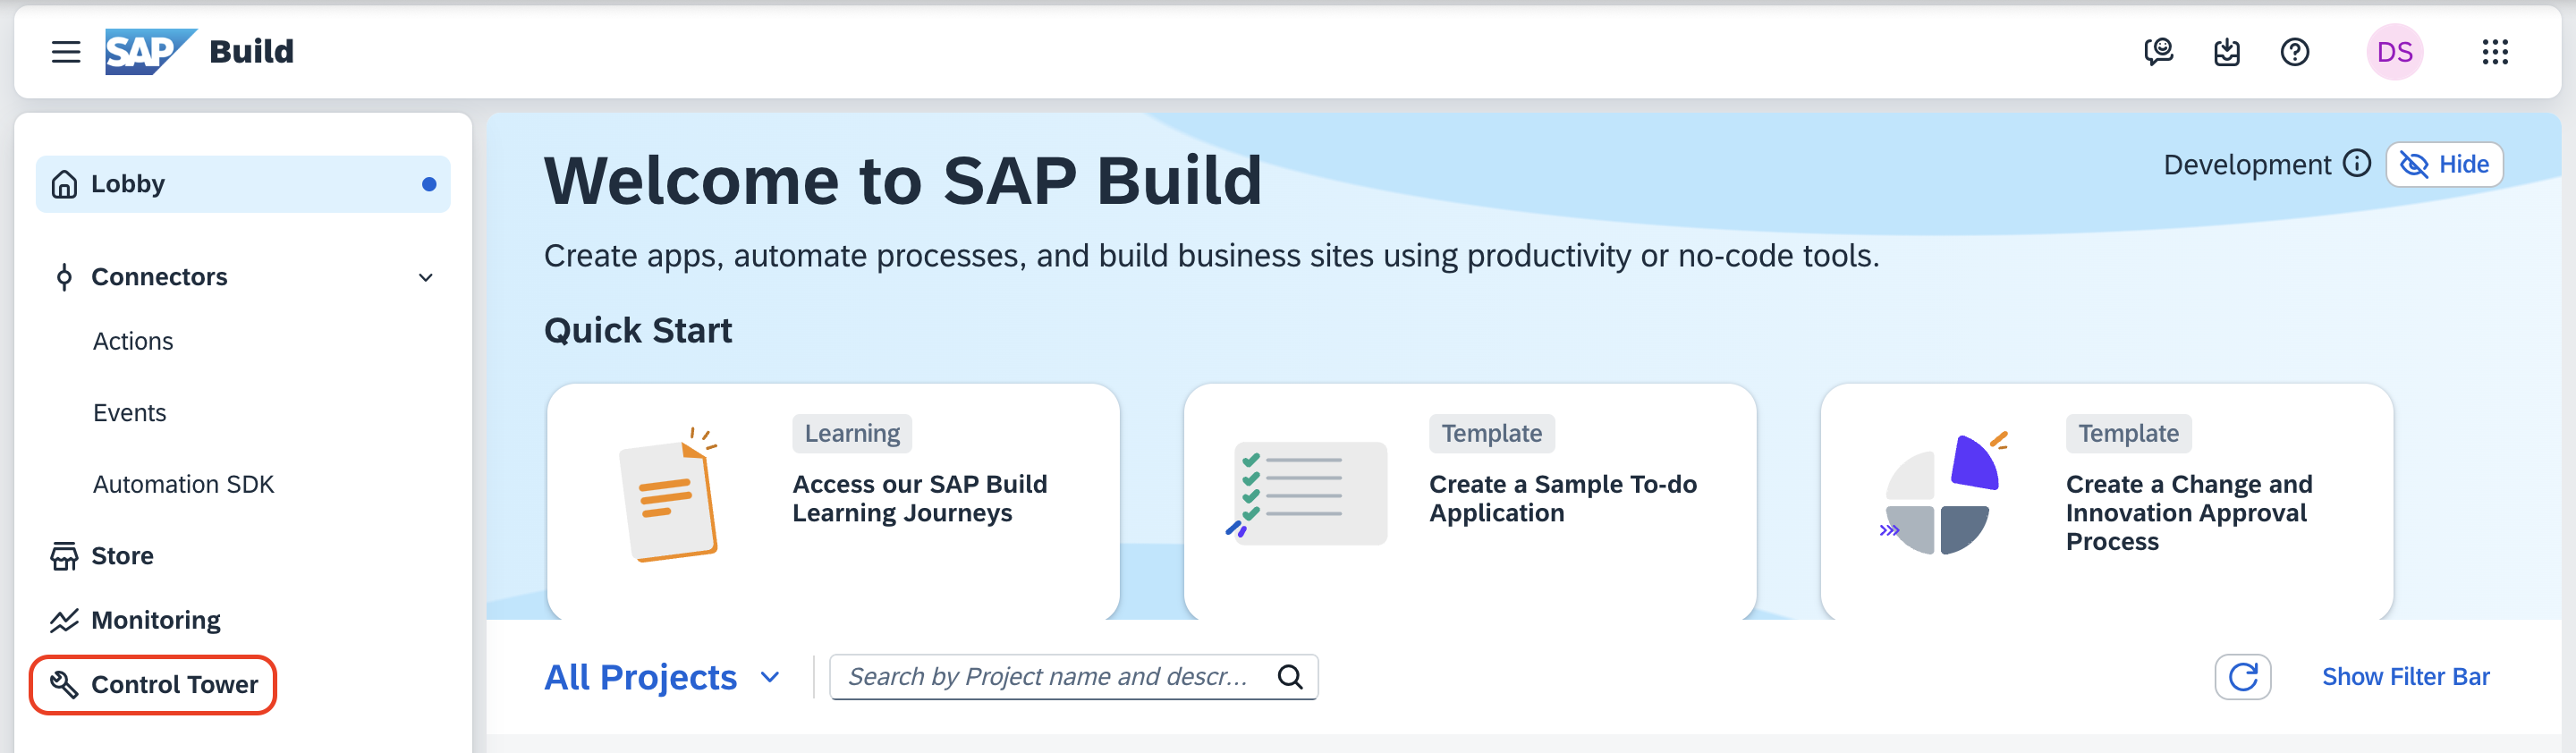 SAP Build
DS
Lobby
Connectors
Actions
Events
Automation SDK
Store
Monitoring
Control Tower
Welcome to SAP Build
Development
Hide
Create apps, automate processes, and build business sites using productivity or no-code tools.
Quick Start
Learning
Access our SAP Build
Learning Journeys
Template
Create a Sample To-do
Application
Template
Create a Change and
Innovation Approval
Process
All Projects
Search by Project name and descr...
Show Filter Bar